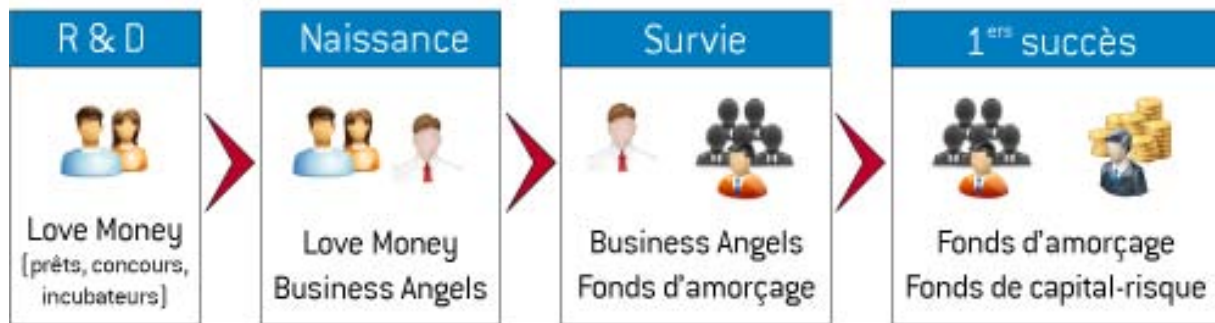 R & D
Love Money
[prêts, concours,
incubateurs]
Naissance
Love Money
Business Angels
Survie
Business Angels
Fonds d'amorçage
1ers succès
Fonds d'amorçage
Fonds de capital-risque